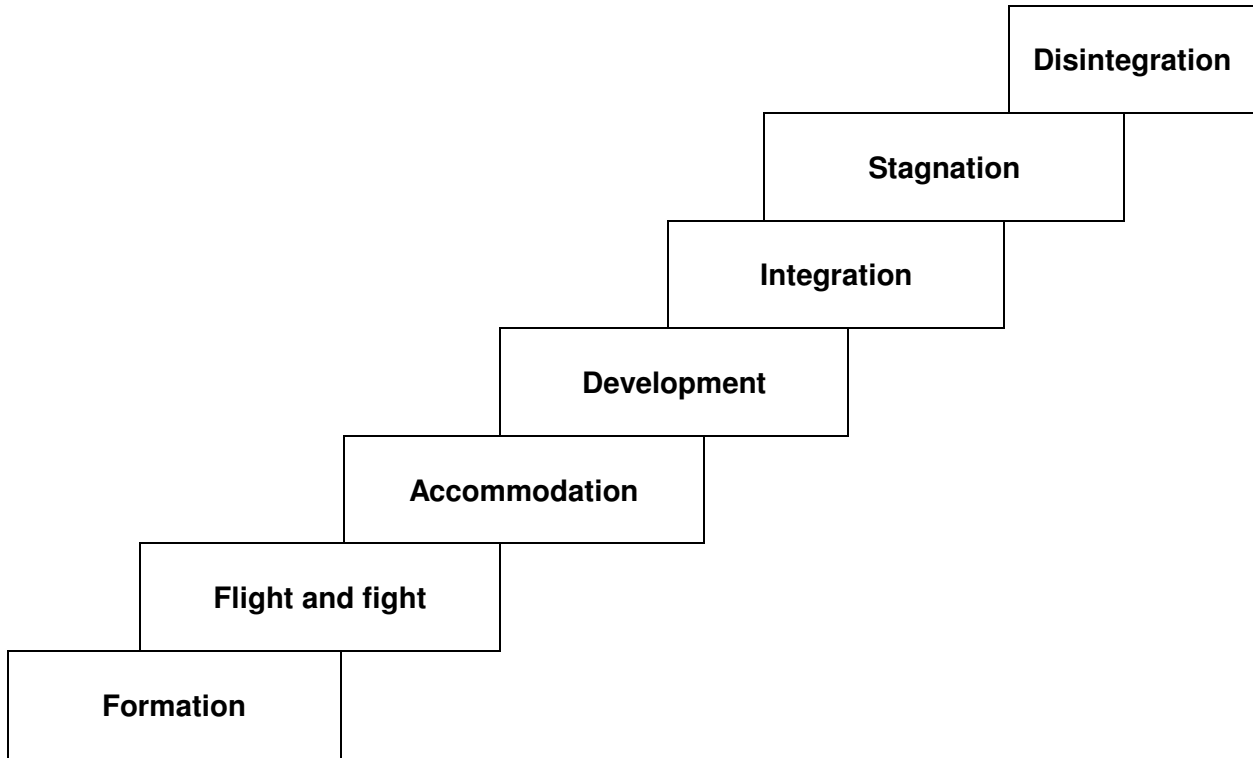 Disintegration
Stagnation
Integration
Development
Accommodation
Flight and fight
Formation